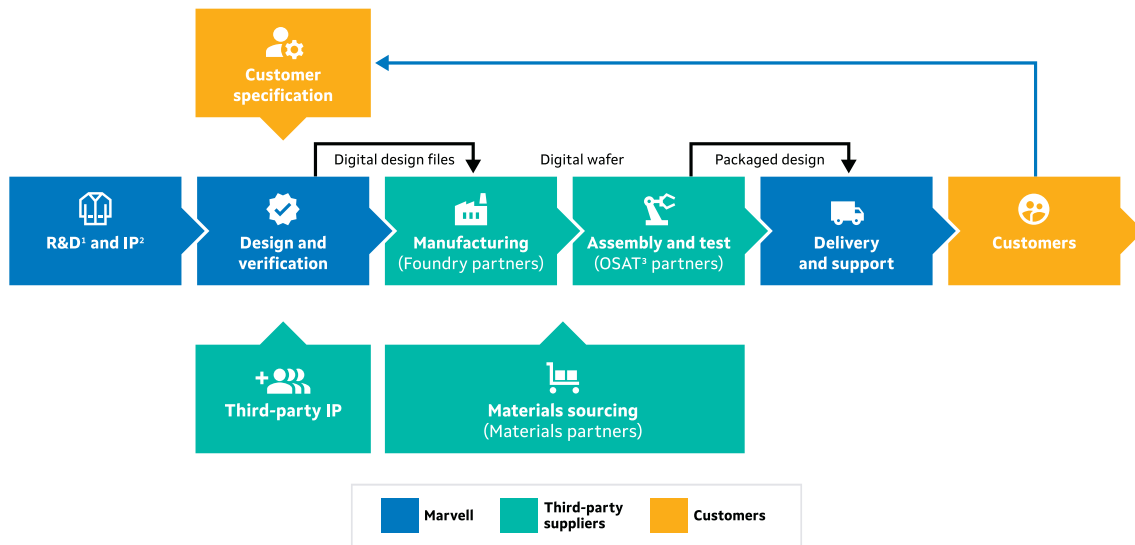 Customer
specification
Digital design files
Digital wafer
Packaged design
R&D¹ and IP²
Design and
verification
Manufacturing
(Foundry partners)
Assembly and test
(OSAT³ partners)
Delivery
and support
Customers
Third-party IP
Materials sourcing
(Materials partners)
Marvell
Third-party
suppliers
Customers